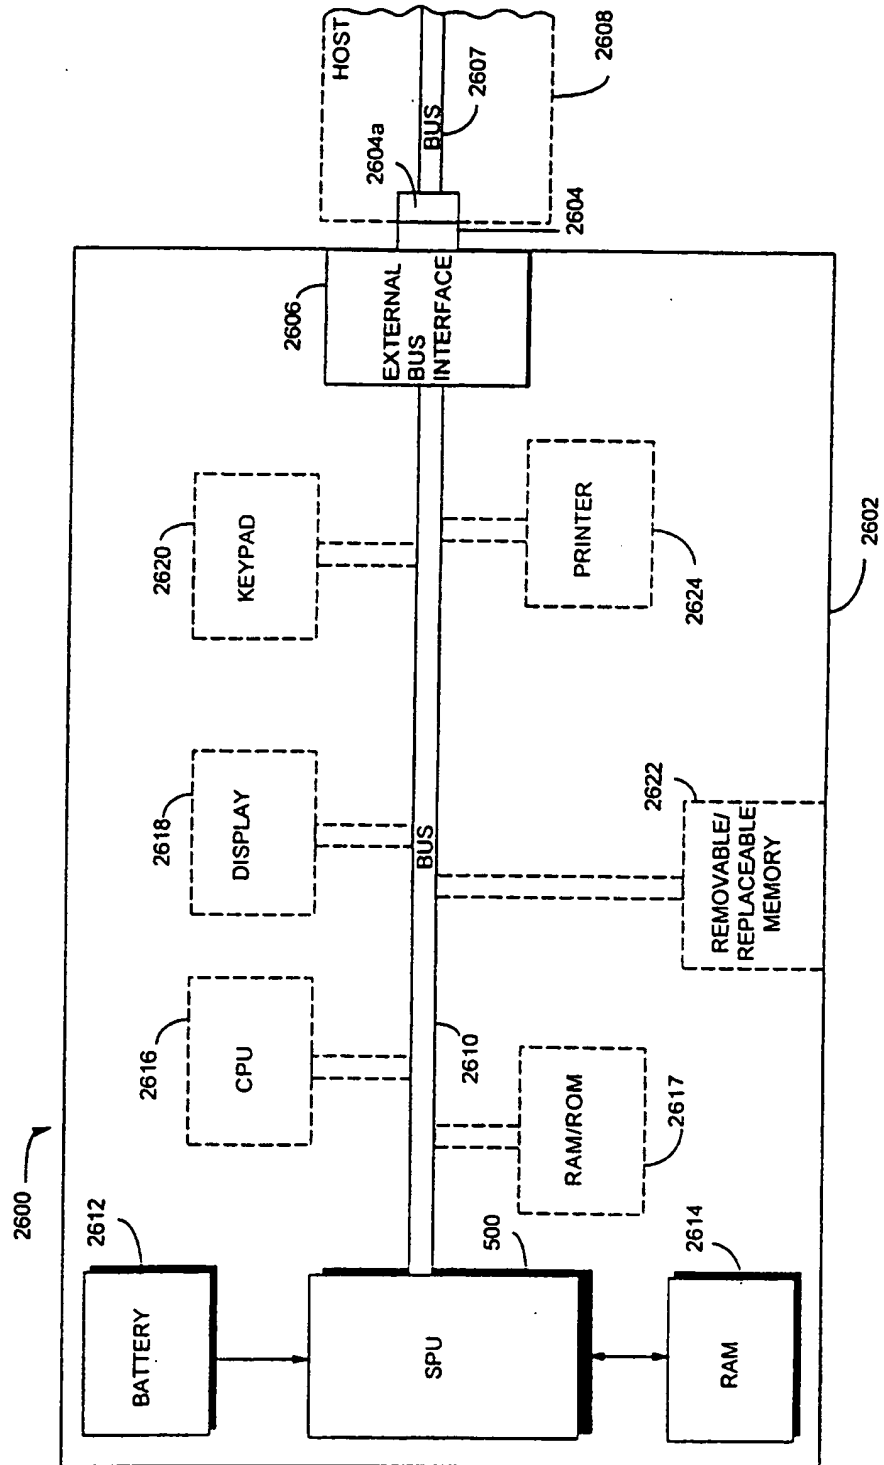 2600
2612
BATTERY
SPU
500
RAM
2614
2616
CPU
2618
DISPLAY
2620
KEYPAD
BUS
2610
RAM/ROM
2617
REMOVABLE/
REPLACEABLE
MEMORY
2622
PRINTER
2624
2602
2606
EXTERNAL
BUS
INTERFACE
2604
2604a
HOST
BUS
2607
2608